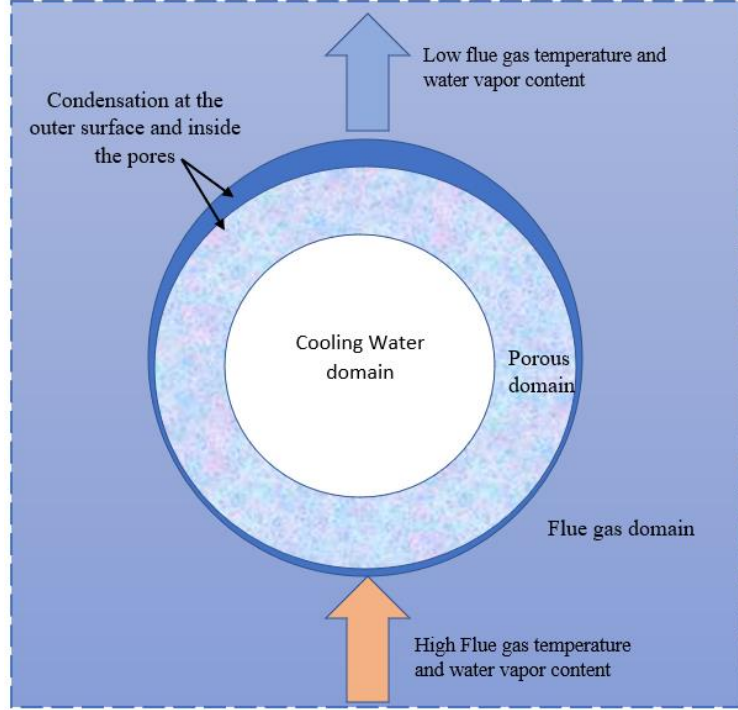 Low flue gas temperature and
water vapor content
Condensation at the
outer surface and inside
the pores
Cooling Water
domain
Porous
domain
Flue gas domain
High Flue gas temperature
and water vapor content